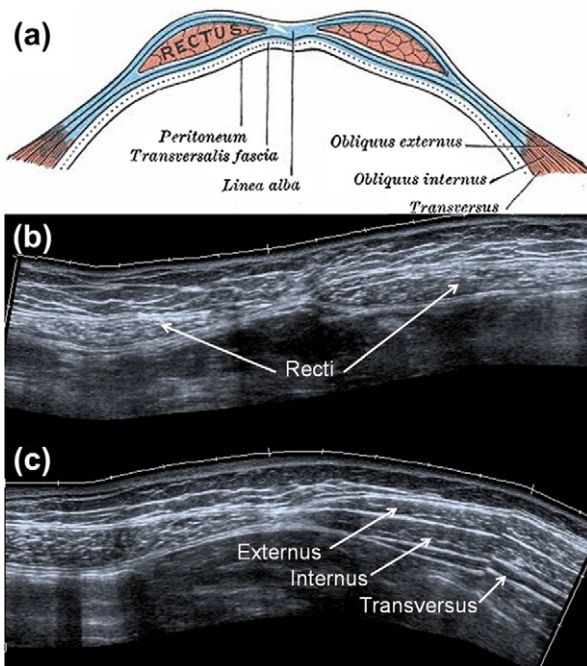 (a)
RECTUS
Peritoneum
Transversalis fascia
Linea alba
Obliquus externus
Obliquus internus
Transversus
(b)
Recti
(c)
Externus
Internus
Transversus